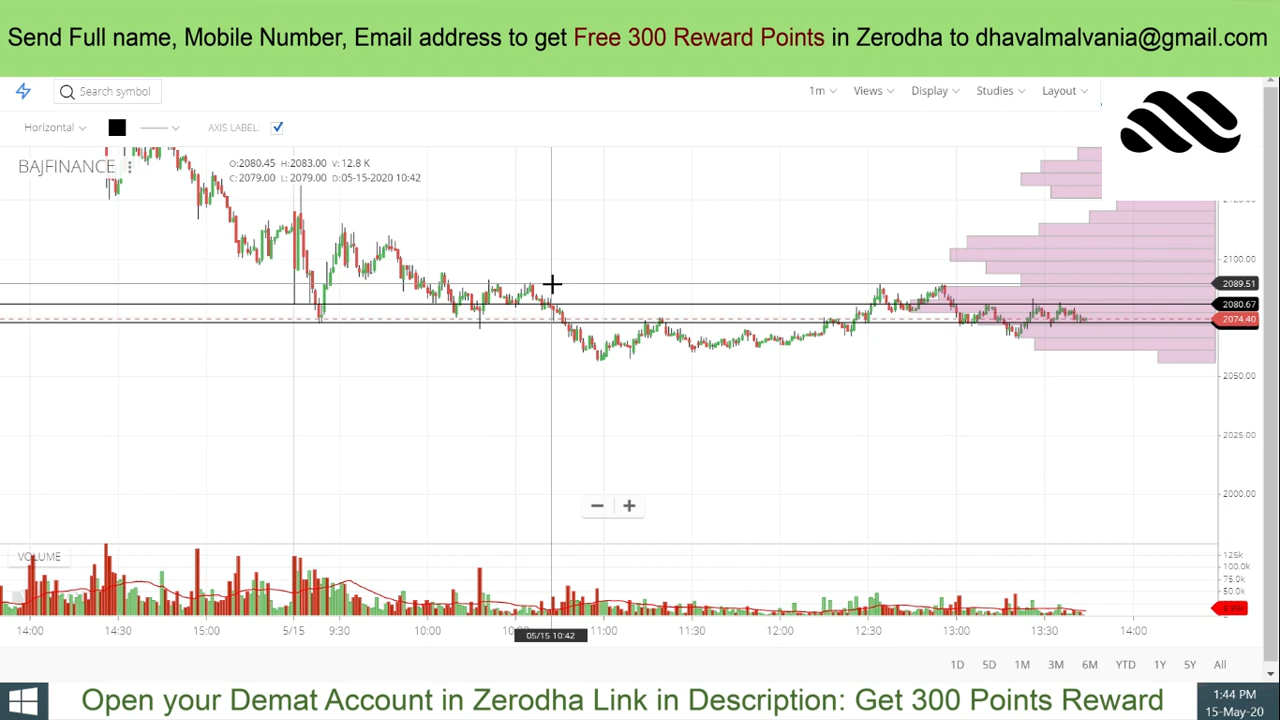 Send Full name, Mobile Number, Email address to get Free 300 Reward Points in Zerodha to dhavalmalvania@gmail.com
Search symbol
1m Views Display Studies Layout
Horizontal AXIS LABEL:
BAJFINANCE
O:2080.45 H:2083.00 V: 12.8 K
C:2079.00 L: 2079.00 D:05-15-2020 10:42
2100.00
2089.51
2080.67
2074.40
2050.00
2025.00
2000.00
VOLUME
125k
100.0k
75.0k
50.0k
14:00 14:30 15:00 5/15 9:30 10:00 11:00 11:30 12:00 12:30 13:00 13:30 14:00
05/15 10:42
1D 5D 1M 3M 6M YTD 1Y 5Y All
Open your Demat Account in Zerodha Link in Description: Get 300 Points Reward
1:44 PM
15-May-20